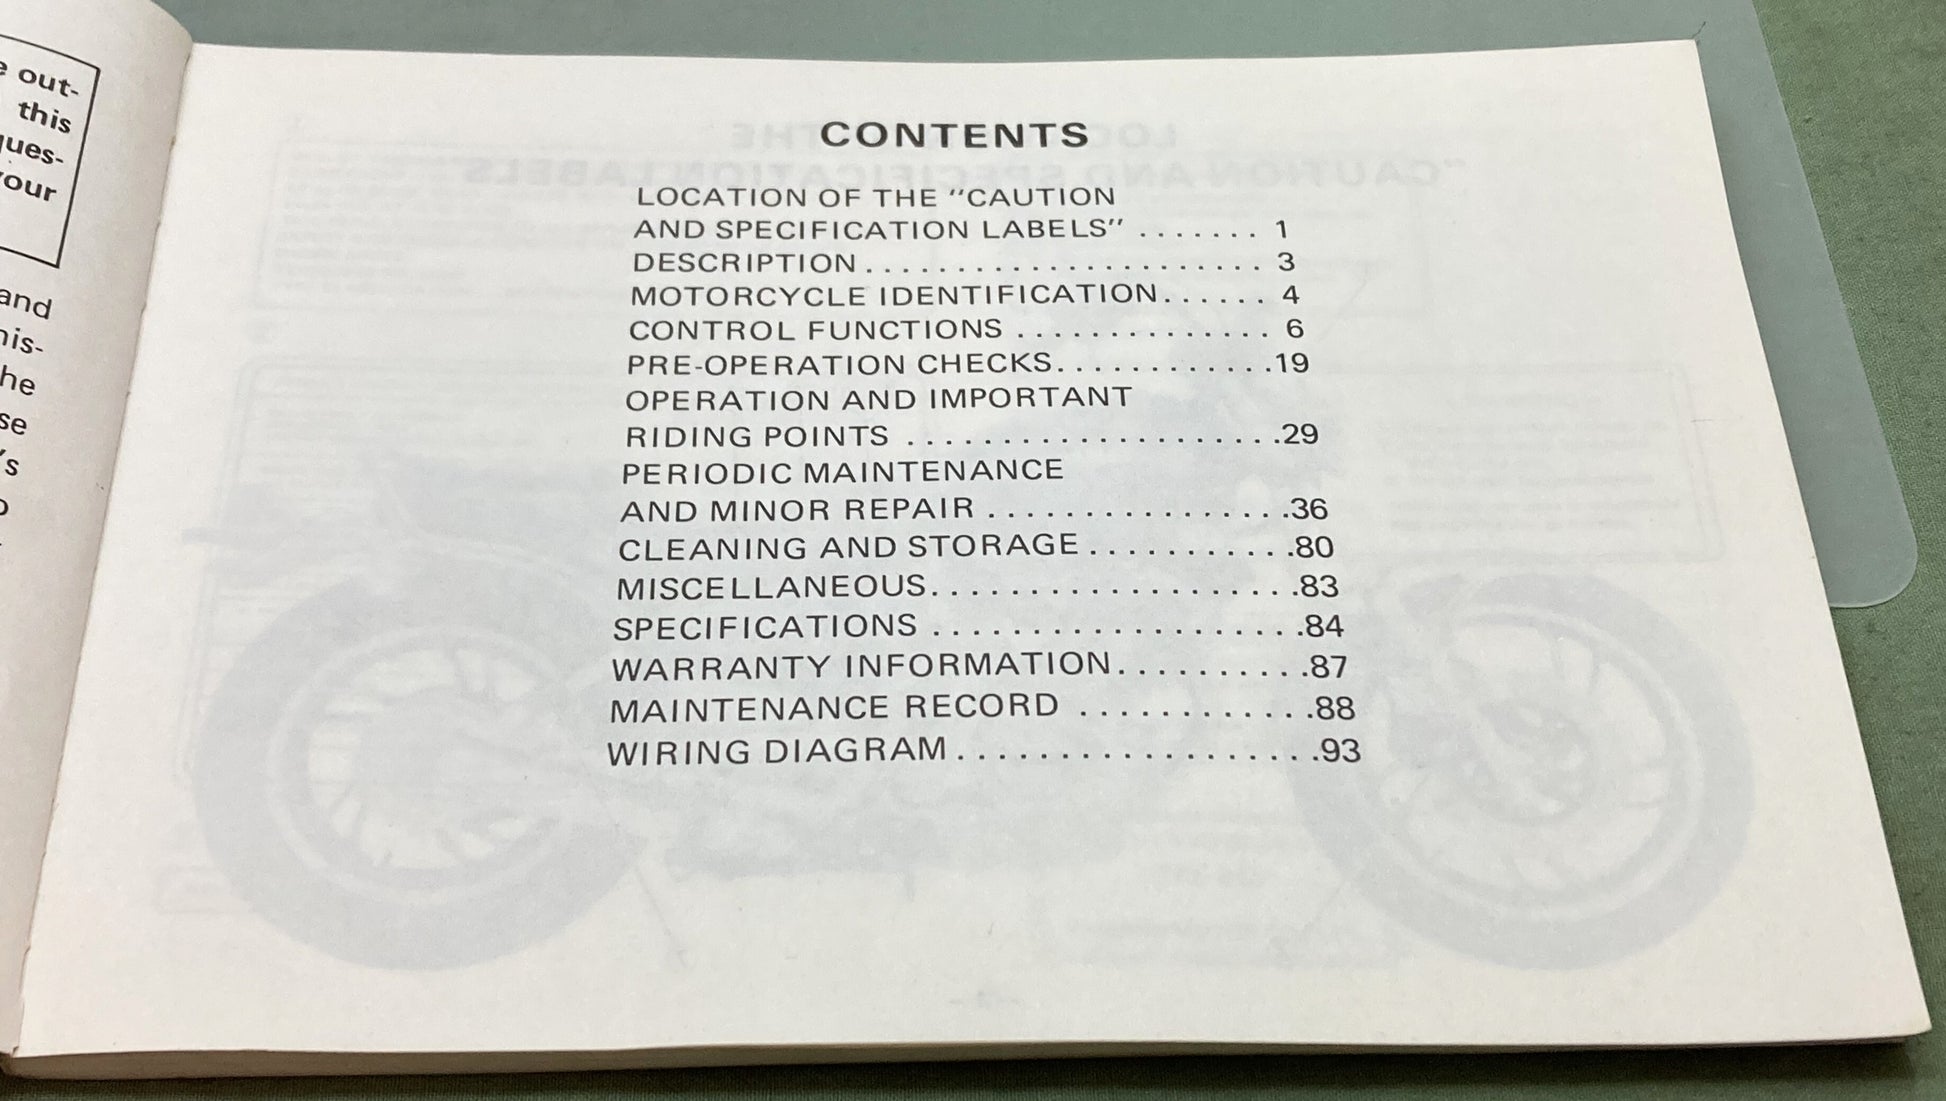 e out-
this
ques-
your
and
his-
he
se
's
CONTENTS
LOCATION OF THE "CAUTION
AND SPECIFICATION LABELS" ....... 1
DESCRIPTION ...................... 3
MOTORCYCLE IDENTIFICATION...... 4
CONTROL FUNCTIONS .............. 6
PRE-OPERATION CHECKS............19
OPERATION AND IMPORTANT
RIDING POINTS ....................29
PERIODIC MAINTENANCE
AND MINOR REPAIR ................36
CLEANING AND STORAGE ...........80
MISCELLANEOUS...................83
SPECIFICATIONS ...................84
WARRANTY INFORMATION..........87
MAINTENANCE RECORD ............88
WIRING DIAGRAM ...................93